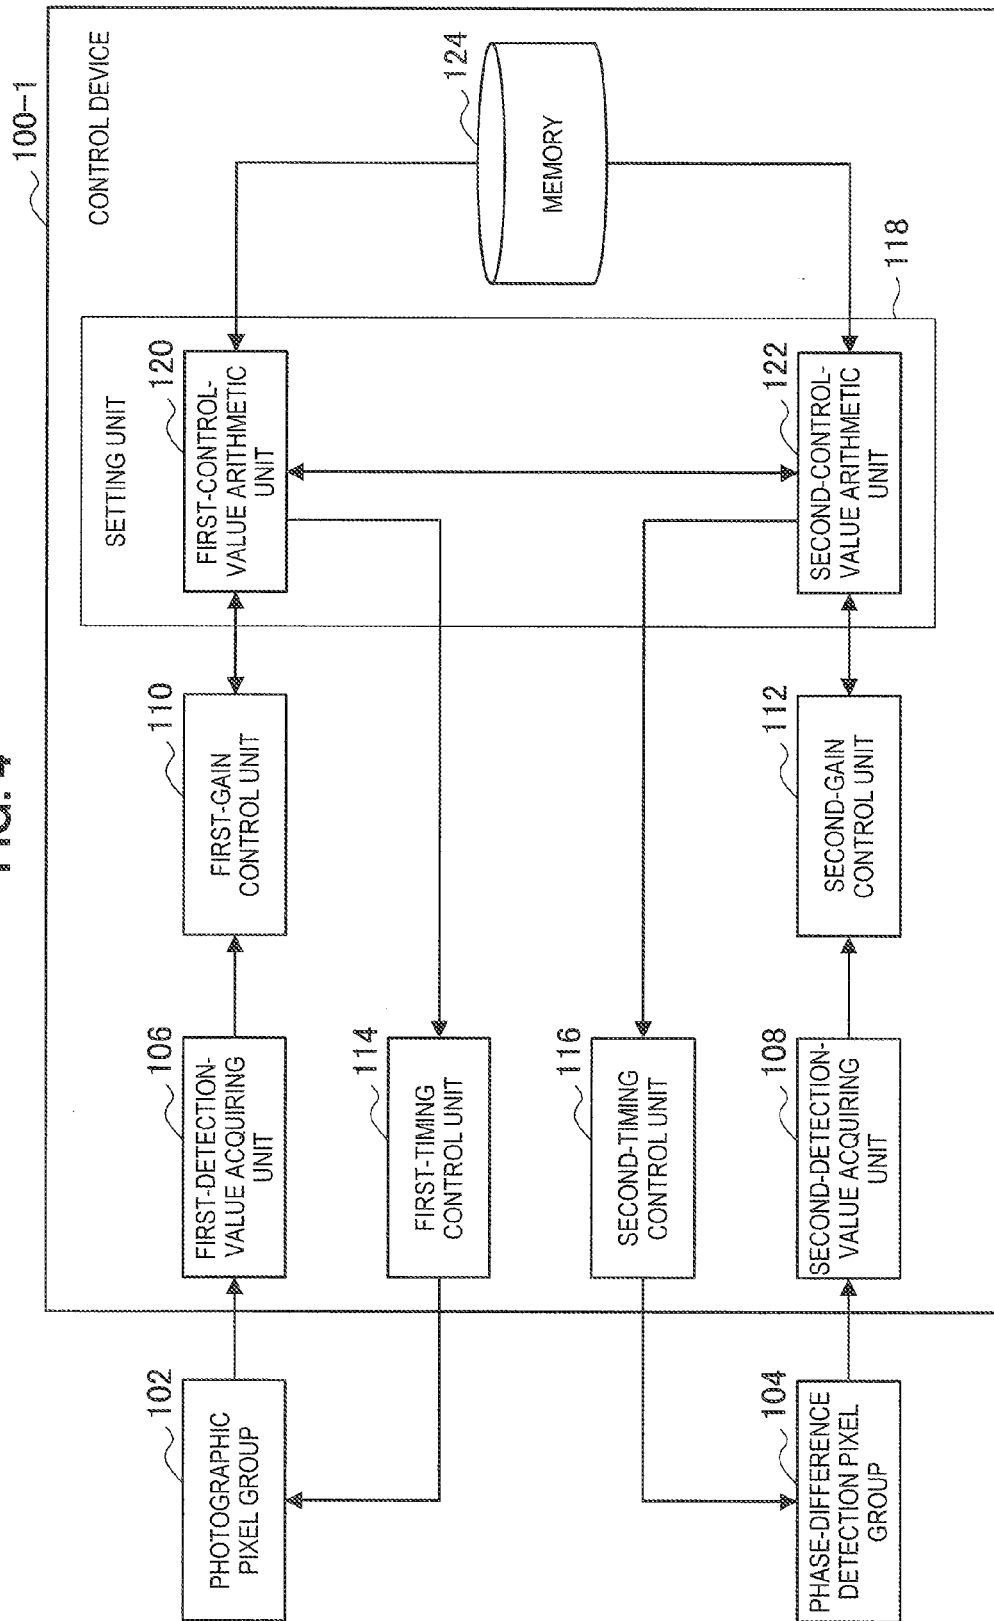 FIG. 4
100-1
CONTROL DEVICE
102
PHOTOGRAPHIC
PIXEL GROUP
106
FIRST-DETECTION-
VALUE ACQUIRING
UNIT
110
FIRST-GAIN
CONTROL UNIT
SETTING UNIT
120
FIRST-CONTROL-
VALUE ARITHMETIC
UNIT
124
MEMORY
114
FIRST-TIMING
CONTROL UNIT
116
SECOND-TIMING
CONTROL UNIT
104
PHASE-DIFFERENCE
DETECTION PIXEL
GROUP
108
SECOND-DETECTION-
VALUE ACQUIRING
UNIT
112
SECOND-GAIN
CONTROL UNIT
122
SECOND-CONTROL-
VALUE ARITHMETIC
UNIT
118